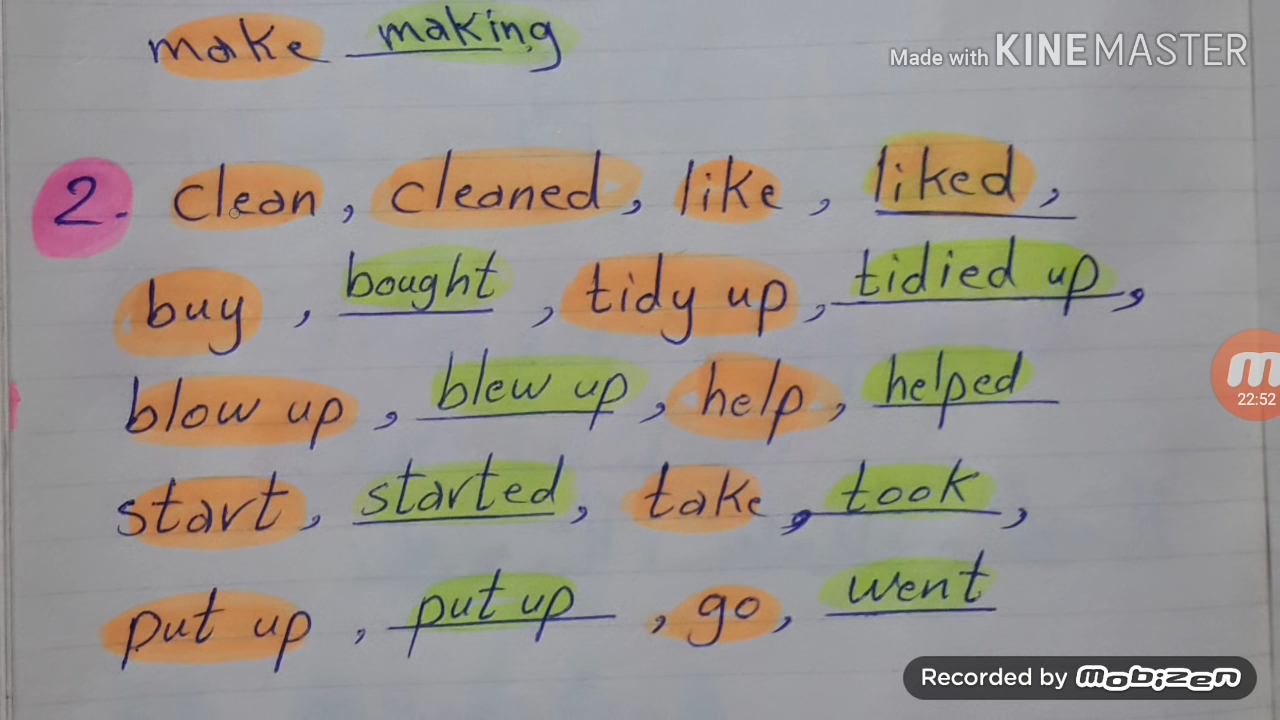 make making
Made with KINEMASTER
2. clean, cleaned, like, liked,
buy, bought, tidy up, tidied up,
blow up, blew up, help, helped
start, started, take, took,
put up, put up, go, went
22:52
Recorded by mobizen